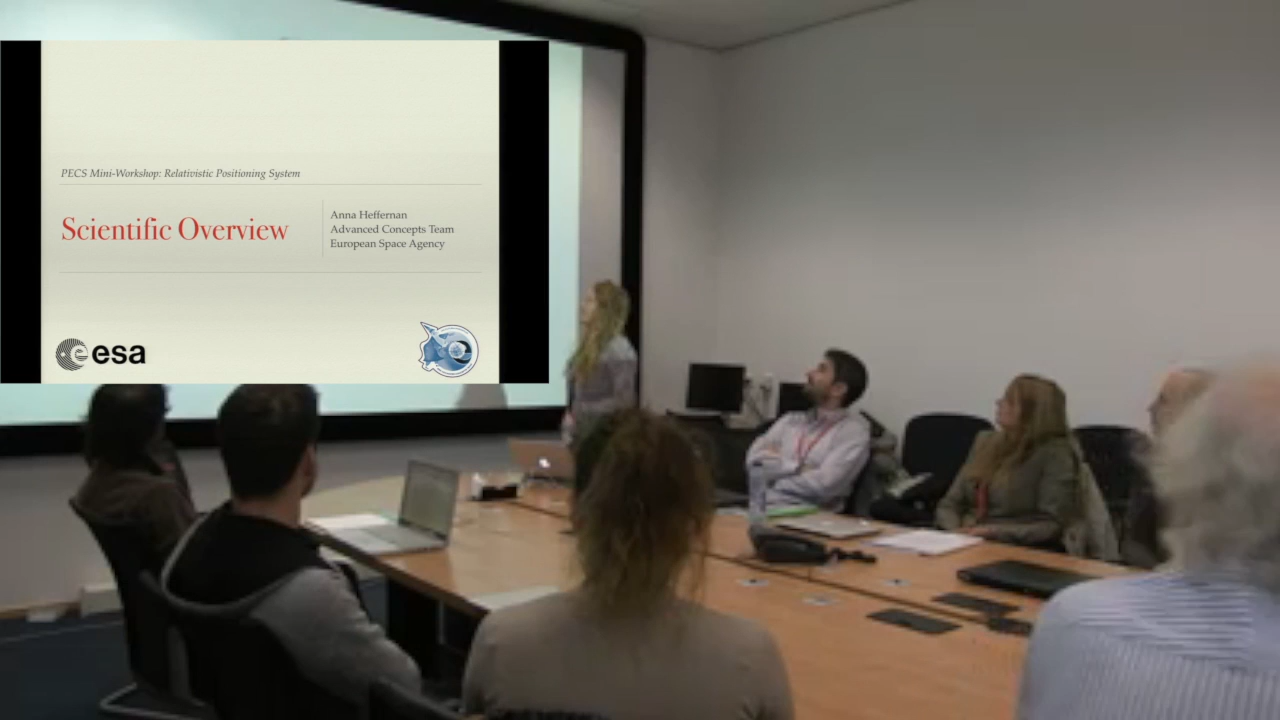 PECS Mini-Workshop: Relativistic Positioning System
Scientific Overview
Anna Heffernan
Advanced Concepts Team
European Space Agency
esa